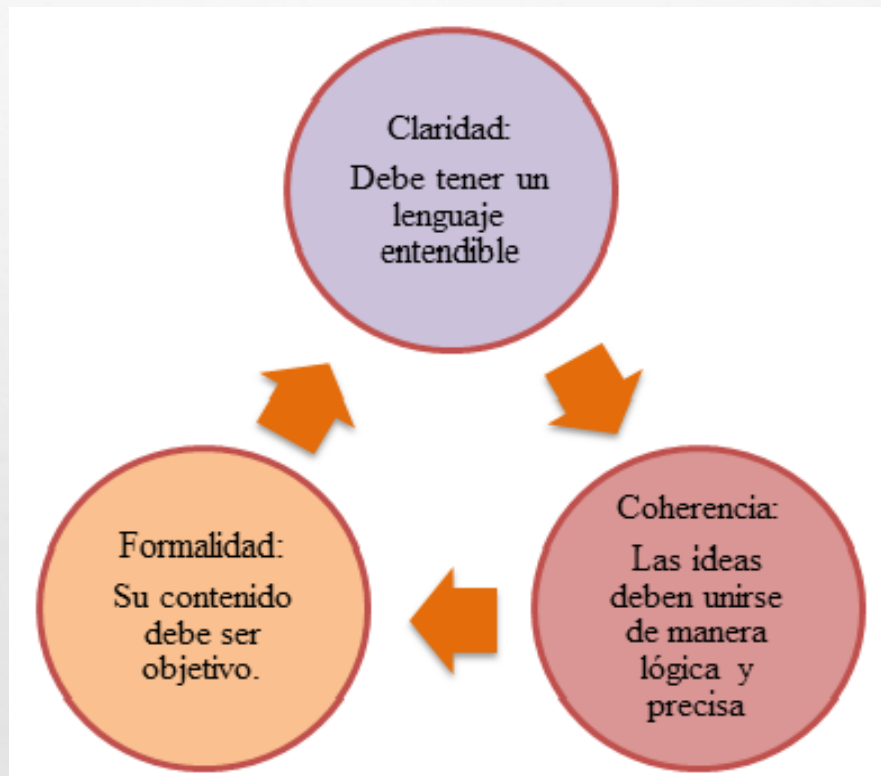 Claridad:
Debe tener un
lenguaje
entendible
Coherencia:
Las ideas
deben unirse
de manera
lógica y
precisa
Formalidad:
Su contenido
debe ser
objetivo.